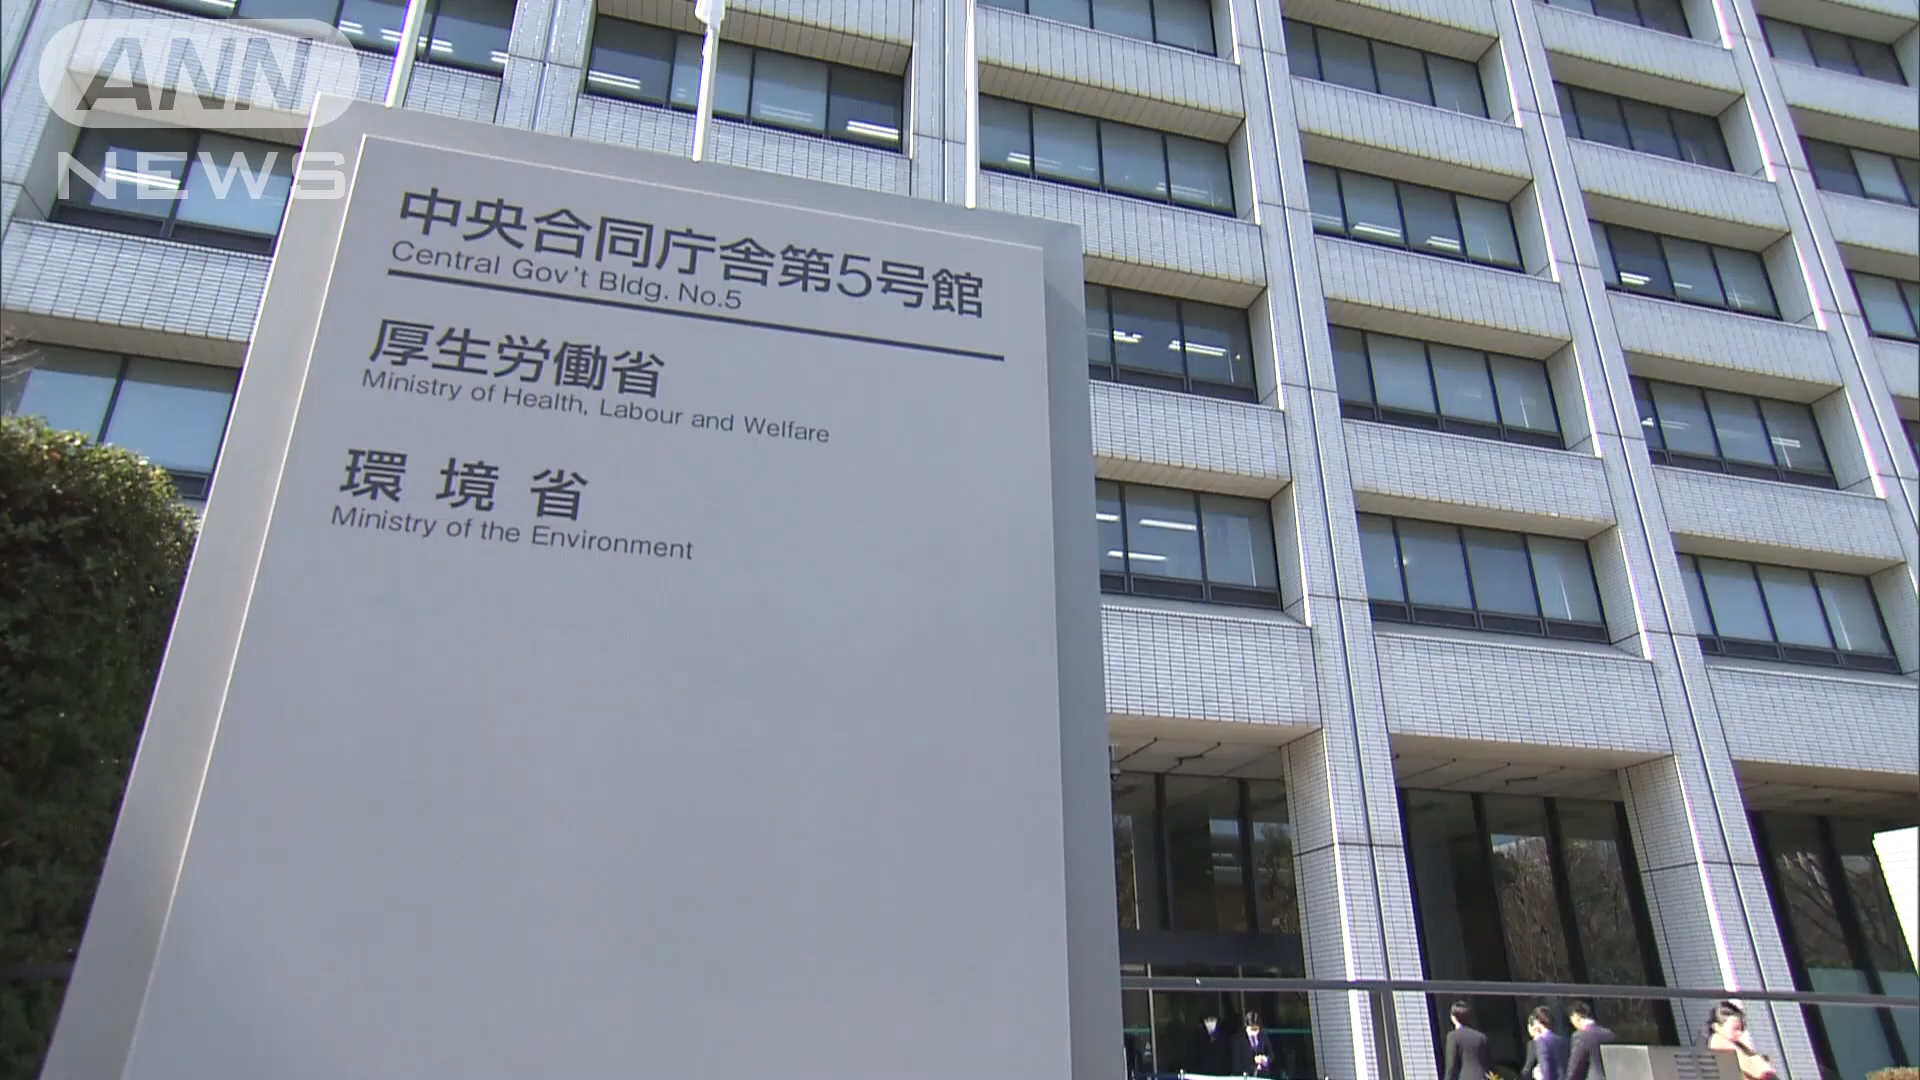 ANN
NEWS
中央合同庁舎第5号館
Central Gov't Bldg. No.5
厚生労働省
Ministry of Health, Labour and Welfare
環境省
Ministry of the Environment